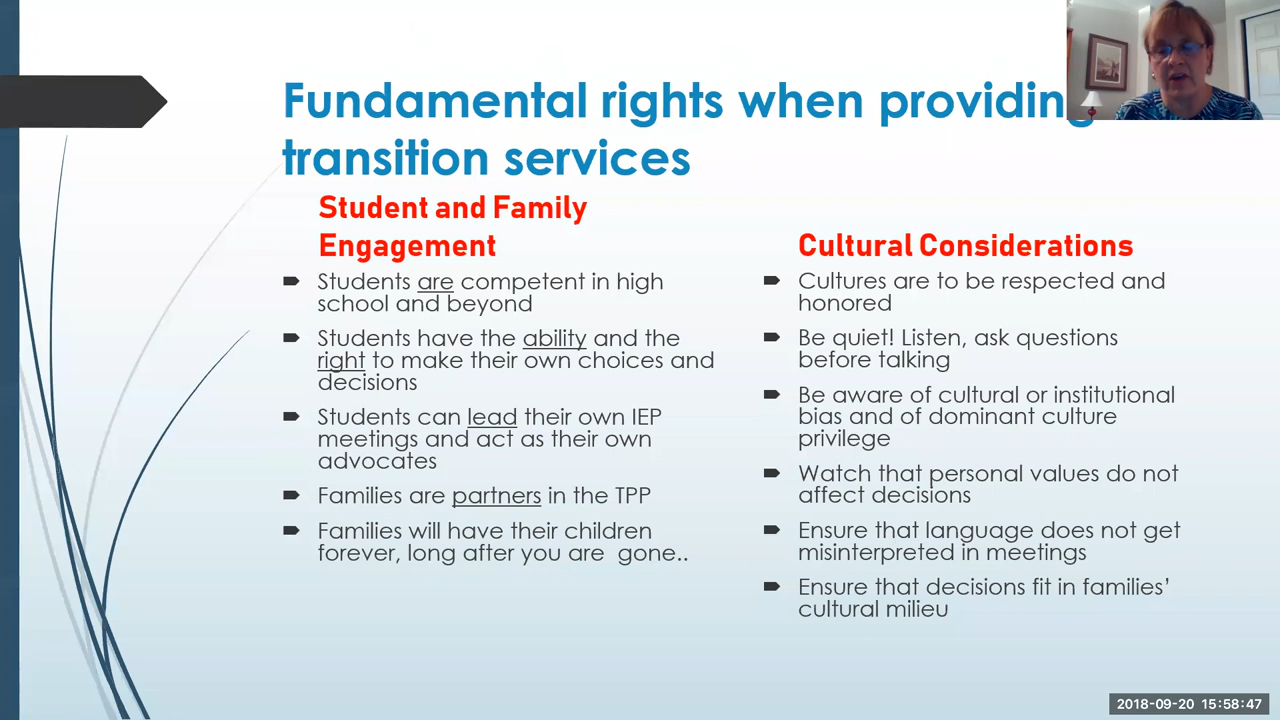 Fundamental rights when providing
transition services
Student and Family
Engagement
Students are competent in high
school and beyond
Students have the ability and the
right to make their own choices and
decisions
Students can lead their own IEP
meetings and act as their own
advocates
Families are partners in the TPP
Families will have their children
forever, long after you are  gone..
Cultural Considerations
Cultures are to be respected and
honored
Be quiet! Listen, ask questions
before talking
Be aware of cultural or institutional
bias and of dominant culture
privilege
Watch that personal values do not
affect decisions
Ensure that language does not get
misinterpreted in meetings
Ensure that decisions fit in families'
cultural milieu
2018-09-20 15:58:47